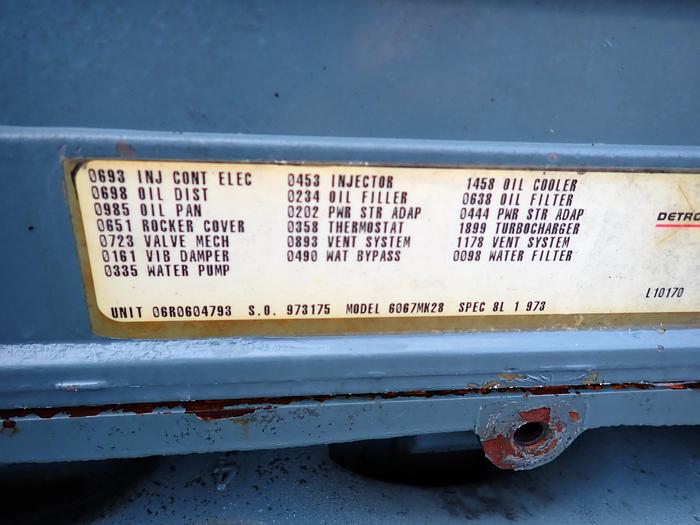 0693 INJ CONT ELEC 0453 INJECTOR 1458 OIL COOLER
0698 OIL DIST 0234 OIL FILLER 0638 OIL FILTER
0985 OIL PAN 0202 PWR STR ADAP 0444 PWR STR ADAP
0651 ROCKER COVER 0358 THERMOSTAT 1899 TURBOCHARGER
0723 VALVE MECH 0893 VENT SYSTEM 1178 VENT SYSTEM
0161 VIB DAMPER 0490 WAT BYPASS 0098 WATER FILTER
0335 WATER PUMP
DETRO
L10170
UNIT 06R0604793 S.O. 973175 MODEL 6067MK28 SPEC 8L 1 973